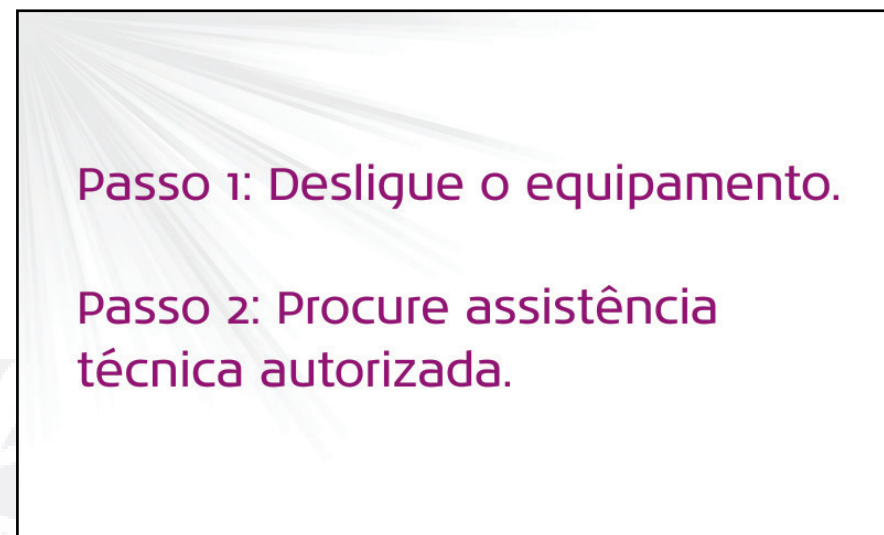 Passo 1: Desligue o equipamento.
Passo 2: Procure assistência
técnica autorizada.